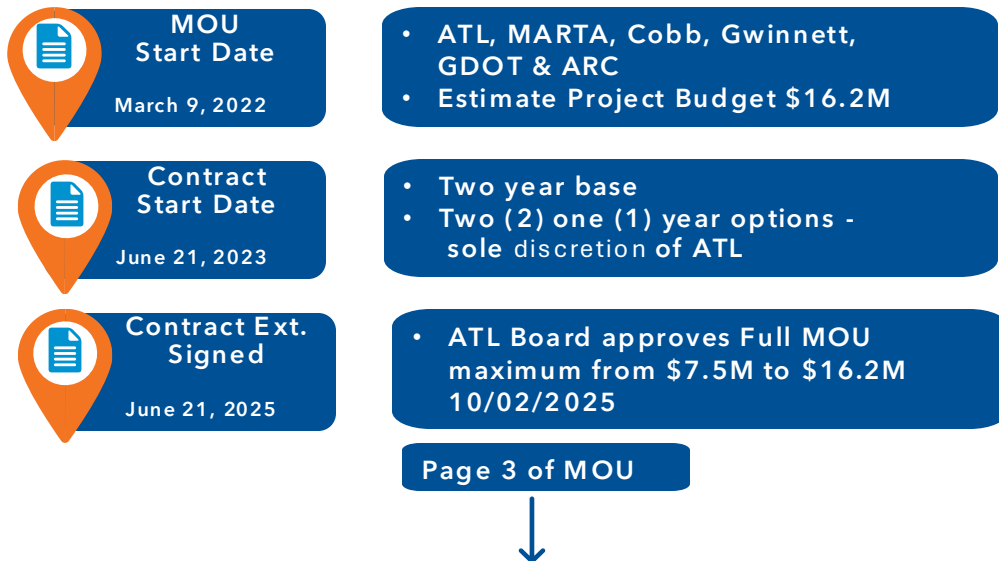 MOU
Start Date
March 9, 2022
• ATL, MARTA, Cobb, Gwinnett,
GDOT & ARC
• Estimate Project Budget $16.2M
Contract
Start Date
June 21, 2023
• Two year base
• Two (2) one (1) year options -
sole discretion of ATL
Contract Ext.
Signed
June 21, 2025
• ATL Board approves Full MOU
maximum from $7.5M to $16.2M
10/02/2025
Page 3 of MOU